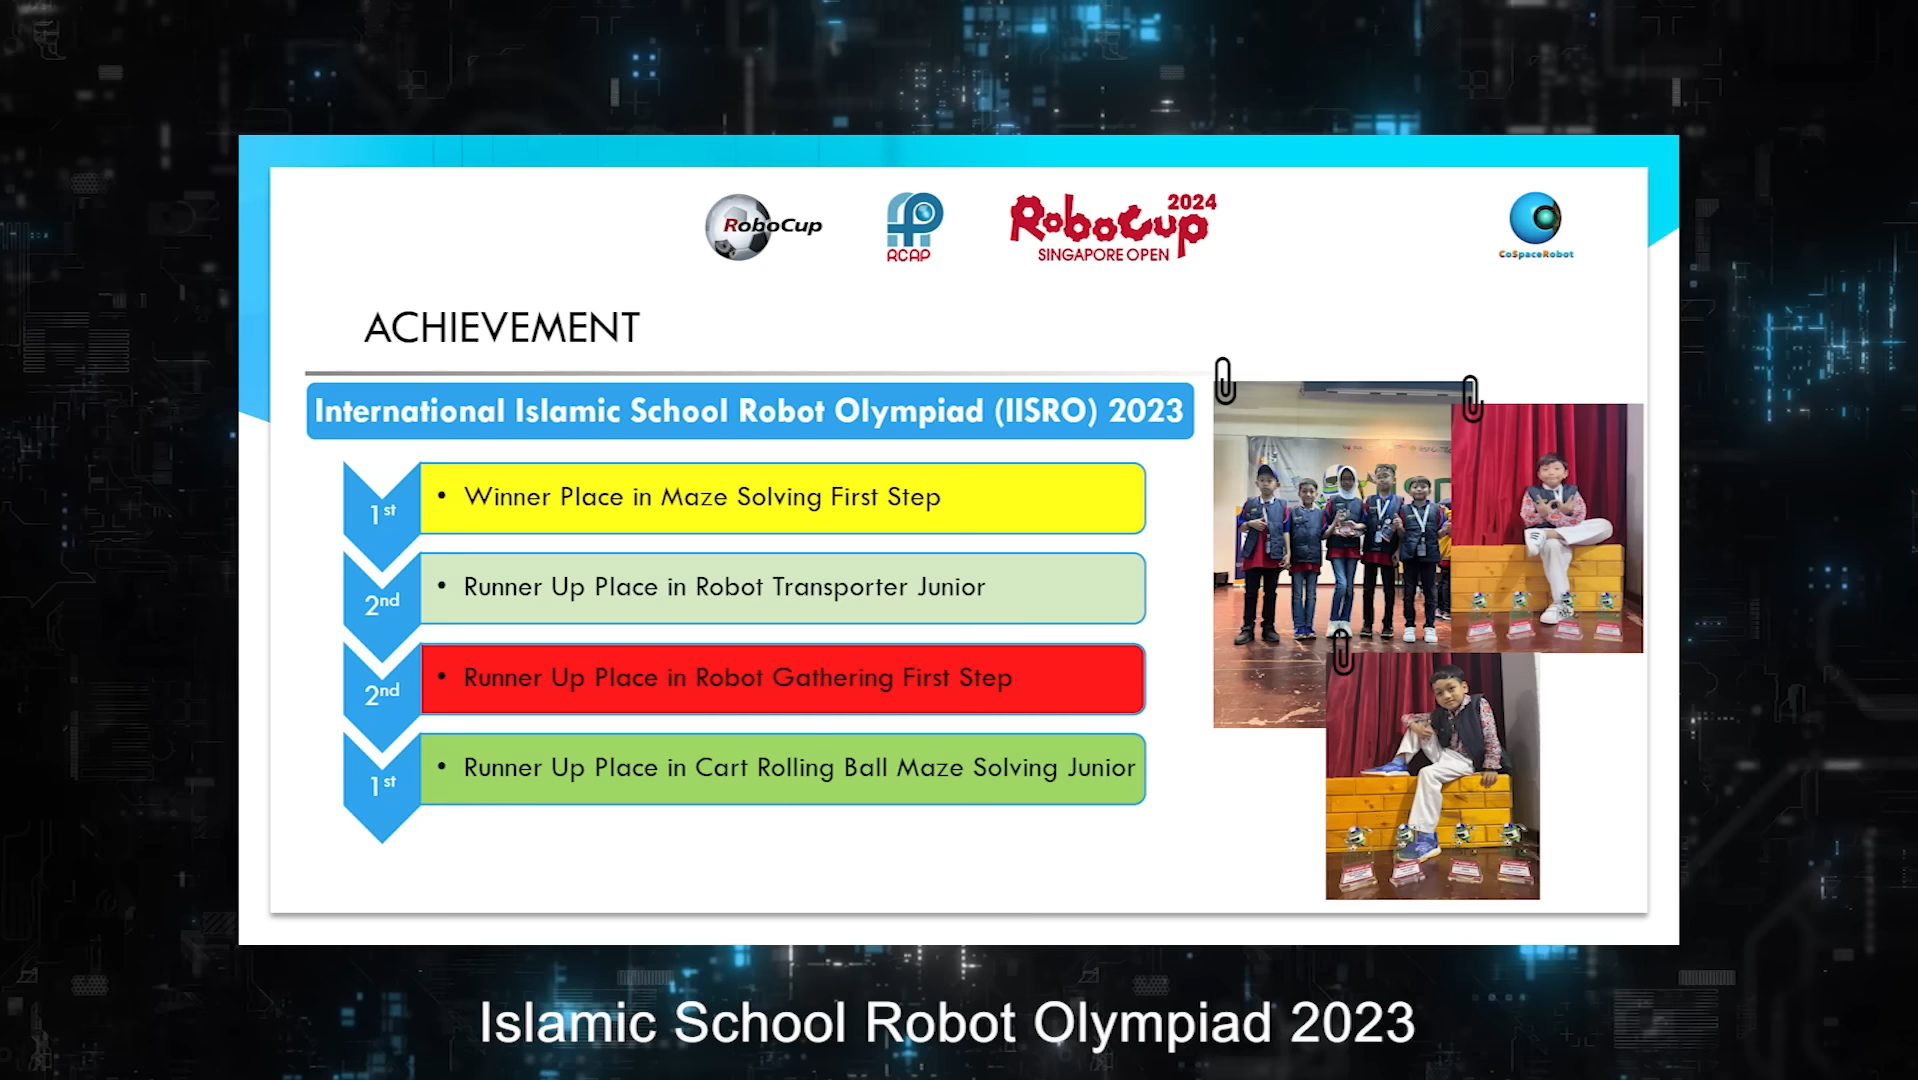 RoboCup
RCAP
RoboCup 2024
SINGAPORE OPEN
CoSpaceRobot
ACHIEVEMENT
International Islamic School Robot Olympiad (IISRO) 2023
1st
• Winner Place in Maze Solving First Step
2nd
• Runner Up Place in Robot Transporter Junior
2nd
• Runner Up Place in Robot Gathering First Step
1st
• Runner Up Place in Cart Rolling Ball Maze Solving Junior
Islamic School Robot Olympiad 2023